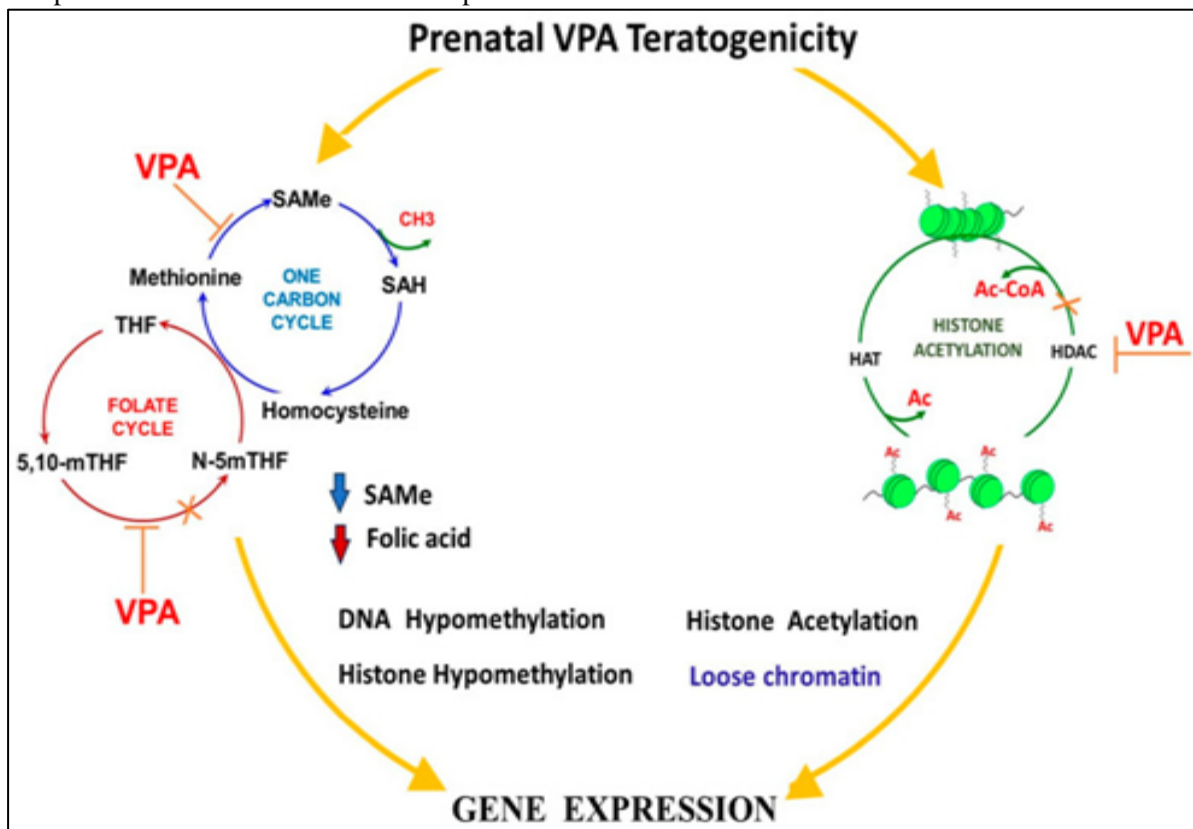 Prenatal VPA Teratogenicity
VPA
SAMe
CH3
Methionine
ONE
CARBON
CYCLE
SAH
THF
Homocysteine
FOLATE
CYCLE
5,10-mTHF
N-5mTHF
VPA
SAMe
Folic acid
Ac-CoA
HISTONE
ACETYLATION
HAT
HDAC
VPA
Ac
Ac
Ac
Ac
Ac
DNA Hypomethylation
Histone Hypomethylation
Histone Acetylation
Loose chromatin
GENE EXPRESSION